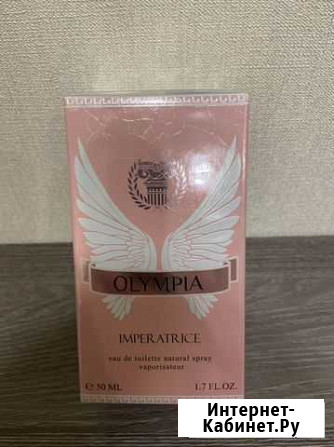 OLYMPIA
IMPERATRICE
eau de toilette natural spray
vaporisateur
℮ 50 ML 1.7 FL.OZ.
Интернет-
Кабинет.Ру